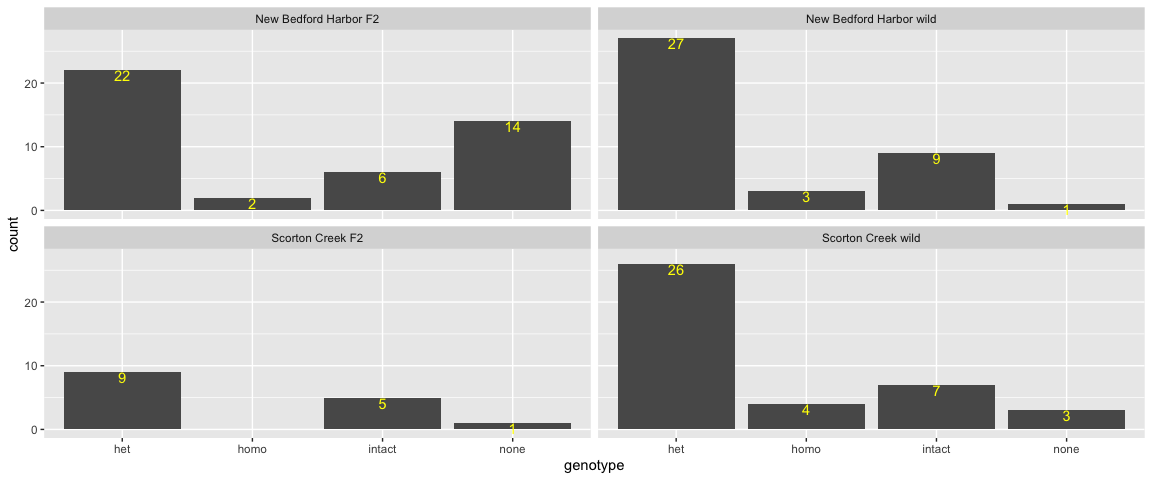 New Bedford Harbor F2
New Bedford Harbor wild
20
10
0
22
2
6
14
27
3
9
1
count
Scorton Creek F2
Scorton Creek wild
20
10
0
9
5
1
26
4
7
3
het homo intact none
het homo intact none
genotype